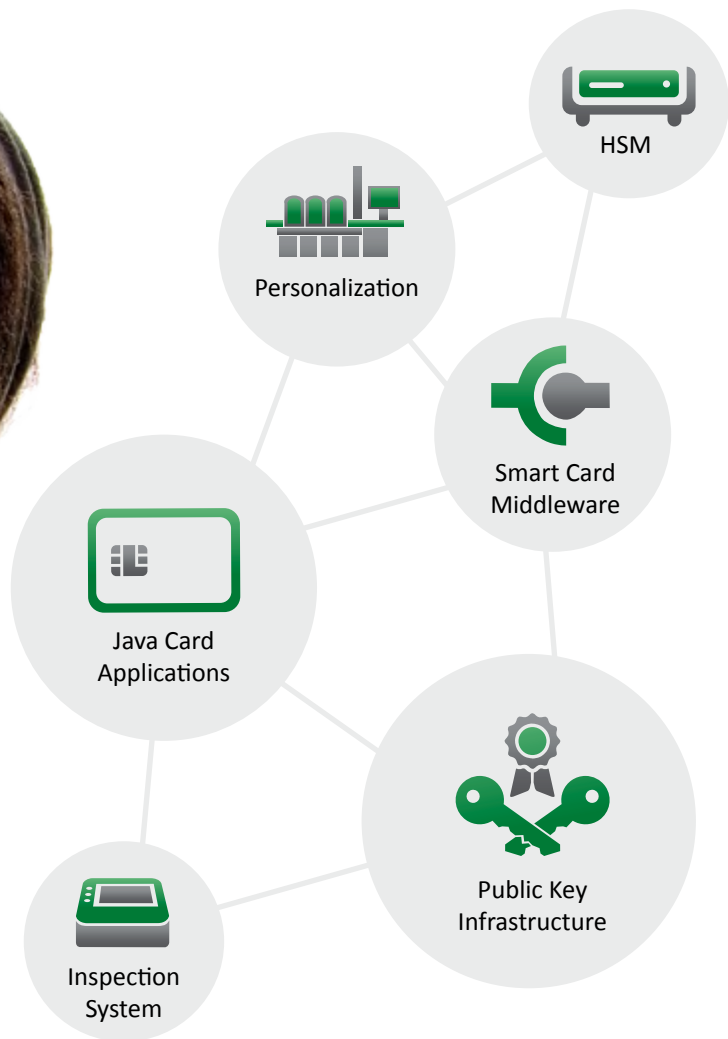 HSM
Personalization
Smart Card
Middleware
Java Card
Applications
Public Key
Infrastructure
Inspection
System